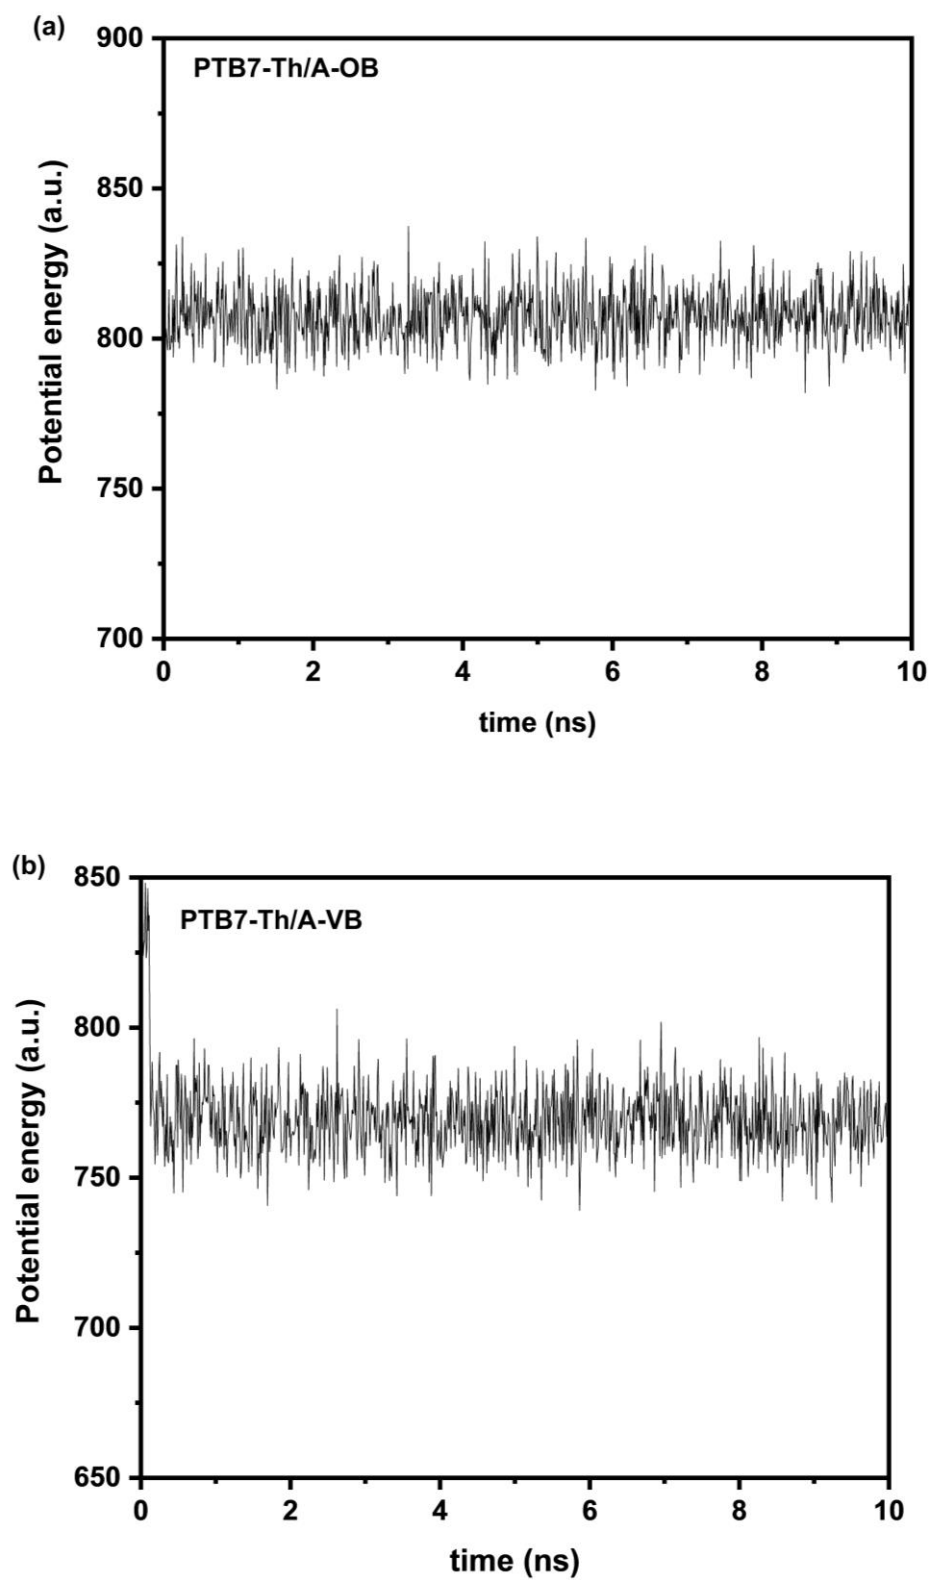 (a)
PTB7-Th/A-OB
Potential energy (a.u.)
900
850
800
750
700
0 2 4 6 8 10
time (ns)
(b)
PTB7-Th/A-VB
Potential energy (a.u.)
850
800
750
700
650
0 2 4 6 8 10
time (ns)